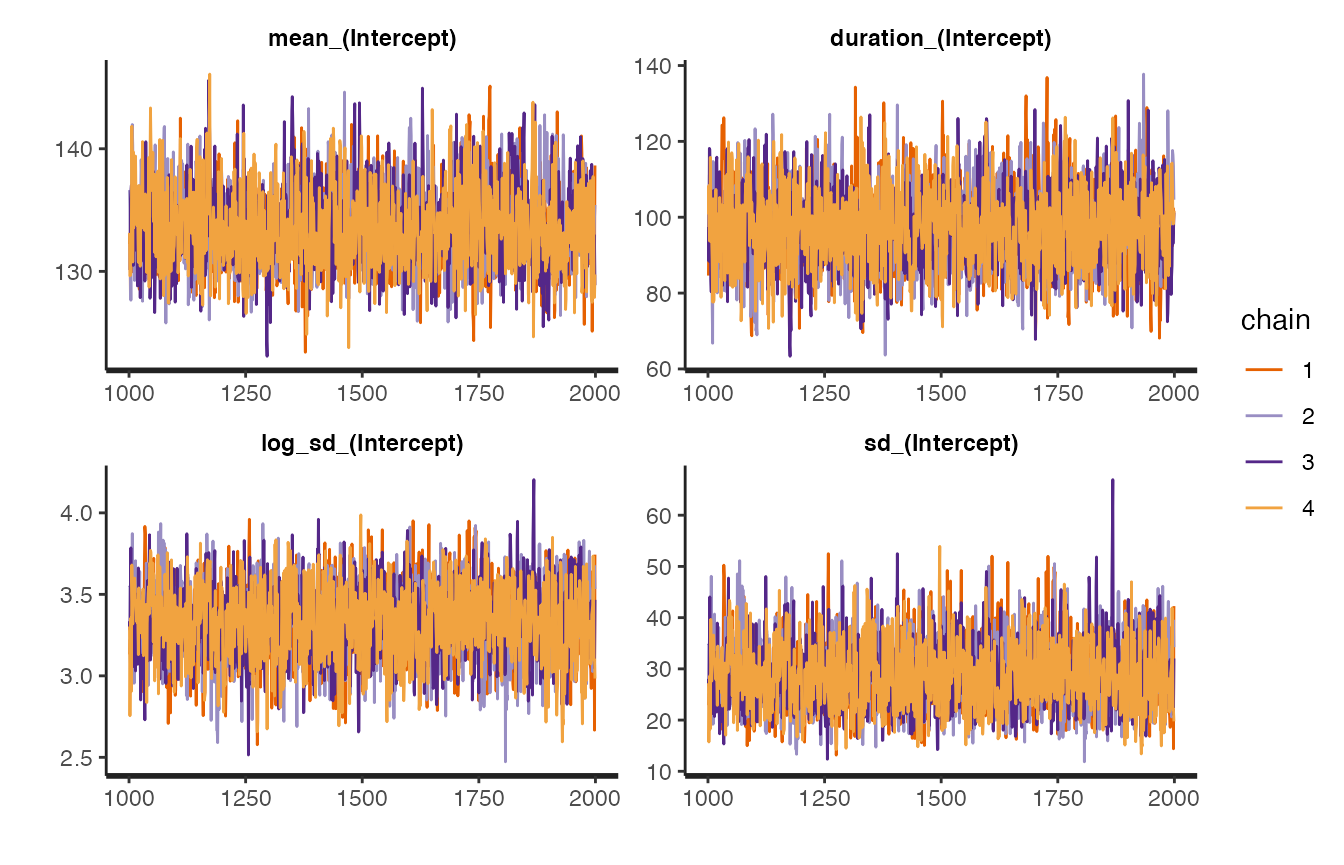 mean_(Intercept)
140
130
1000 1250 1500 1750 2000
duration_(Intercept)
140
120
100
80
60
1000 1250 1500 1750 2000
log_sd_(Intercept)
4.0
3.5
3.0
2.5
1000 1250 1500 1750 2000
sd_(Intercept)
60
50
40
30
20
10
1000 1250 1500 1750 2000
chain
1
2
3
4